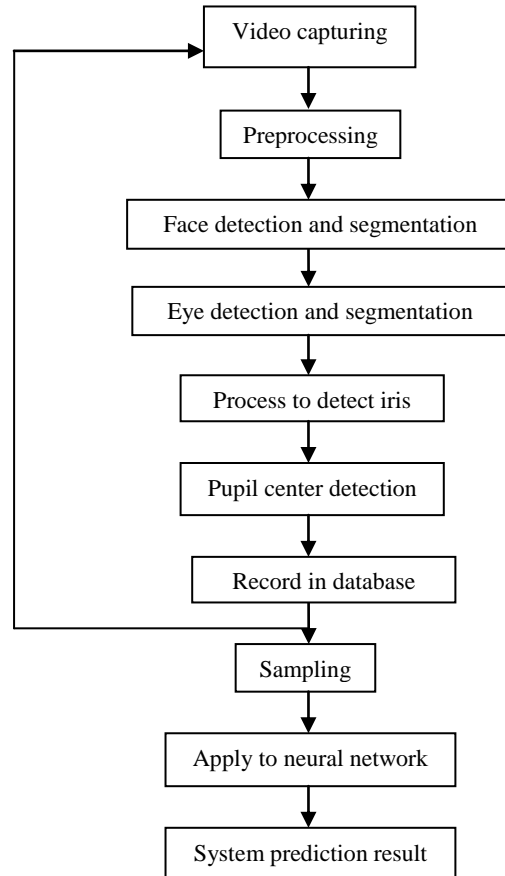 Video capturing
Preprocessing
Face detection and segmentation
Eye detection and segmentation
Process to detect iris
Pupil center detection
Record in database
Sampling
Apply to neural network
System prediction result